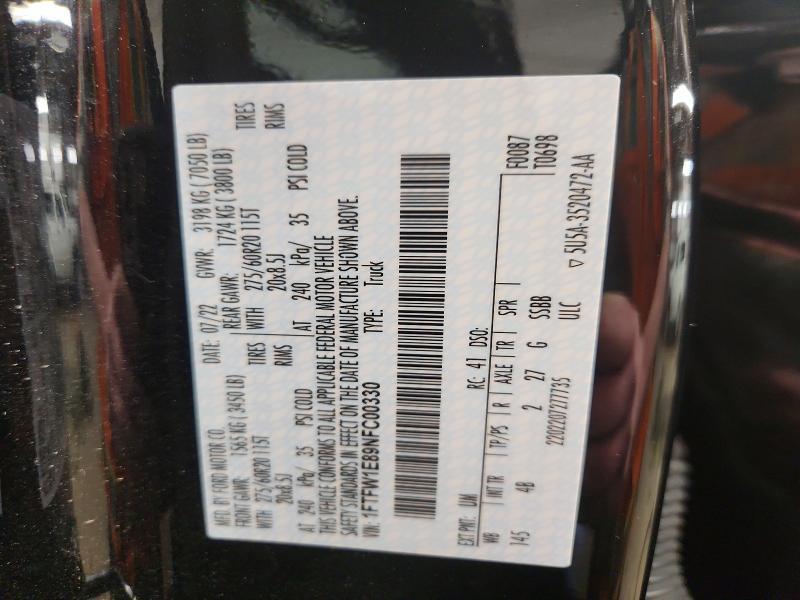 MFD. BY FORD MOTOR CO.
DATE: 07/22 GVWR: 3198 KG ( 7050 LB)
FRONT GAWR: 1565 KG ( 3450 LB) REAR GAWR: 1724 KG ( 3800 LB)
WITH 275/60R20 115T TIRES WITH 275/60R20 115T TIRES
20x8.5J RIMS 20x8.5J RIMS
AT 240 kPa/ 35 PSI COLD AT 240 kPa/ 35 PSI COLD
THIS VEHICLE CONFORMS TO ALL APPLICABLE FEDERAL MOTOR VEHICLE
SAFETY STANDARDS IN EFFECT ON THE DATE OF MANUFACTURE SHOWN ABOVE.
VIN: 1FTFW1E89NFC00330 TYPE: Truck
EXT PNT: UM RC: 41 DSO: F0087
WB INT TR TP/PS R AXLE TR SPR T0698
145 4B 2 27 G SSBB
2202207277735 ULC ▽ 5U5A-3520472-AA